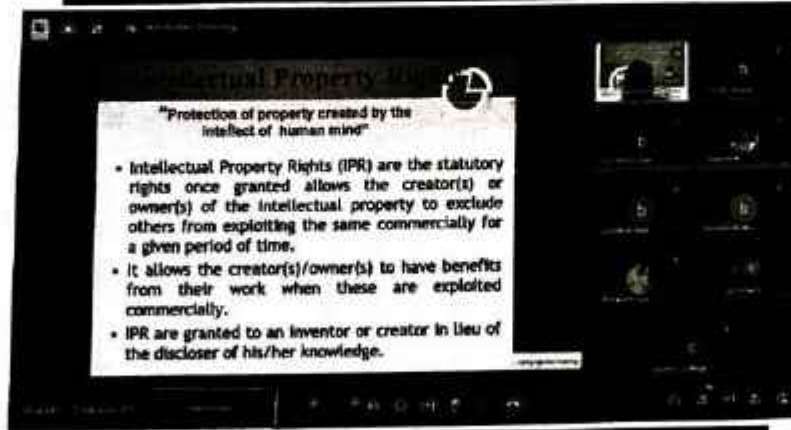 Intellectual Property Rights
"Protection of property created by the
intellect of human mind"
• Intellectual Property Rights (IPR) are the statutory
rights once granted allows the creator(s) or
owner(s) of the intellectual property to exclude
others from exploiting the same commercially for
a given period of time.
• It allows the creator(s)/owner(s) to have benefits
from their work when these are exploited
commercially.
• IPR are granted to an inventor or creator in lieu of
the discloser of his/her knowledge.
n
b
b
b
c